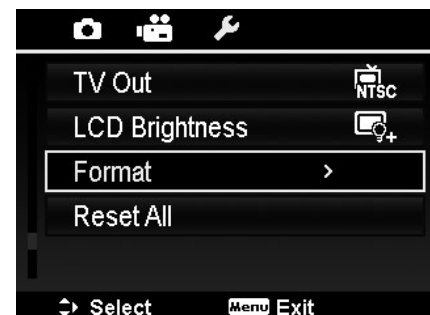 TV Out NTSC
LCD Brightness
Format
Reset All
Select Menu Exit